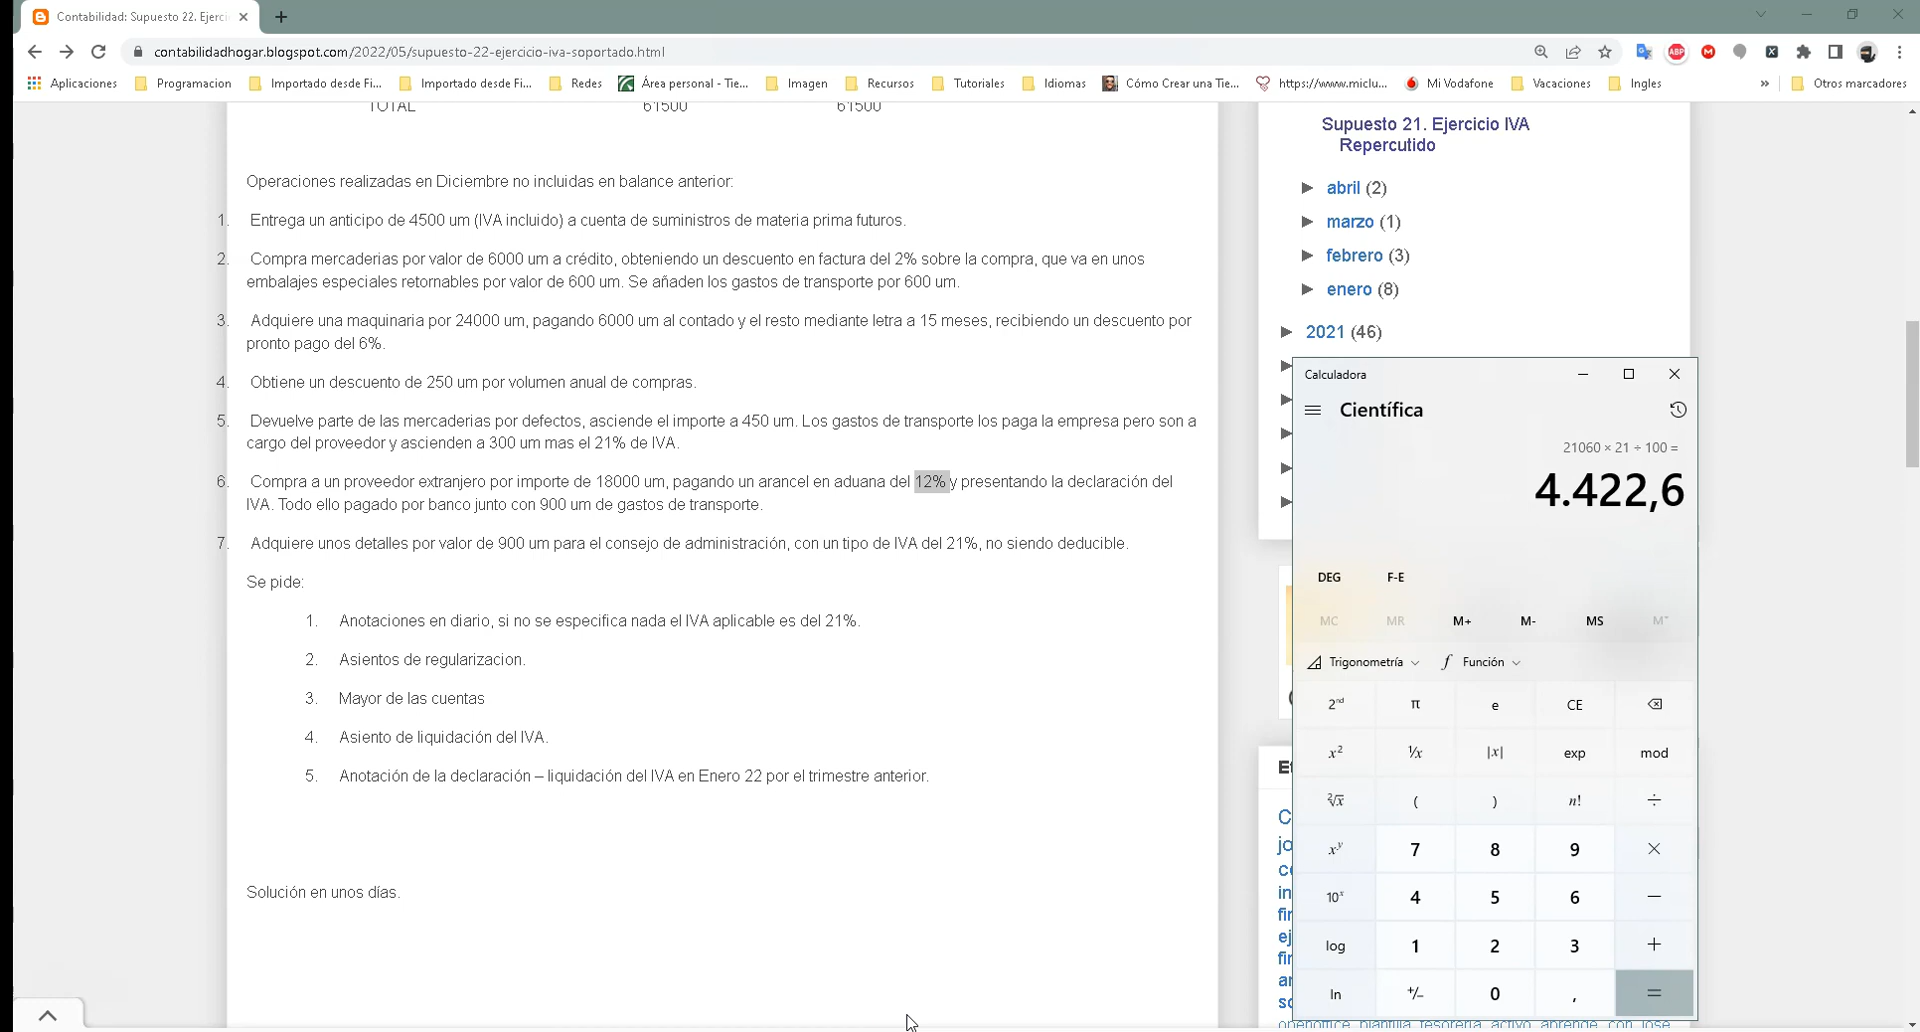 Contabilidad: Supuesto 22. Ejerci
contabilidadhogar.blogspot.com/2022/05/supuesto-22-ejercicio-iva-soportado.html
Aplicaciones Programacion Importado desde Fi... Importado desde Fi... Redes Área personal - Tie... Imagen Recursos Tutoriales Idiomas Cómo Crear una Tie... https://www.miclu... Mi Vodafone Vacaciones Ingles » Otros marcadores
TOTAL 61500 61500
Operaciones realizadas en Diciembre no incluidas en balance anterior:
1. Entrega un anticipo de 4500 um (IVA incluido) a cuenta de suministros de materia prima futuros.
2. Compra mercaderias por valor de 6000 um a crédito, obteniendo un descuento en factura del 2% sobre la compra, que va en unos
embalajes especiales retornables por valor de 600 um. Se añaden los gastos de transporte por 600 um.
3. Adquiere una maquinaria por 24000 um, pagando 6000 um al contado y el resto mediante letra a 15 meses, recibiendo un descuento por
pronto pago del 6%.
4. Obtiene un descuento de 250 um por volumen anual de compras.
5. Devuelve parte de las mercaderias por defectos, asciende el importe a 450 um. Los gastos de transporte los paga la empresa pero son a
cargo del proveedor y ascienden a 300 um mas el 21% de IVA.
6. Compra a un proveedor extranjero por importe de 18000 um, pagando un arancel en aduana del 12% y presentando la declaración del
IVA. Todo ello pagado por banco junto con 900 um de gastos de transporte.
7. Adquiere unos detalles por valor de 900 um para el consejo de administración, con un tipo de IVA del 21%, no siendo deducible.
Se pide:
1. Anotaciones en diario, si no se especifica nada el IVA aplicable es del 21%.
2. Asientos de regularizacion.
3. Mayor de las cuentas
4. Asiento de liquidación del IVA.
5. Anotación de la declaración – liquidación del IVA en Enero 22 por el trimestre anterior.
Solución en unos días.
Supuesto 21. Ejercicio IVA
Repercutido
► abril (2)
► marzo (1)
► febrero (3)
► enero (8)
► 2021 (46)
Calculadora
Científica
21060 × 21 ÷ 100 =
4.422,6
DEG F-E
MC MR M+ M- MS M˅
Trigonometría Función
2ⁿᵈ π e CE
x² ¹/x |x| exp mod
²√x ( ) n! ÷
xʸ 7 8 9 ×
10ˣ 4 5 6 −
log 1 2 3 +
ln +/− 0 , =
openoffice plantilla tesorería activo aprende con jose